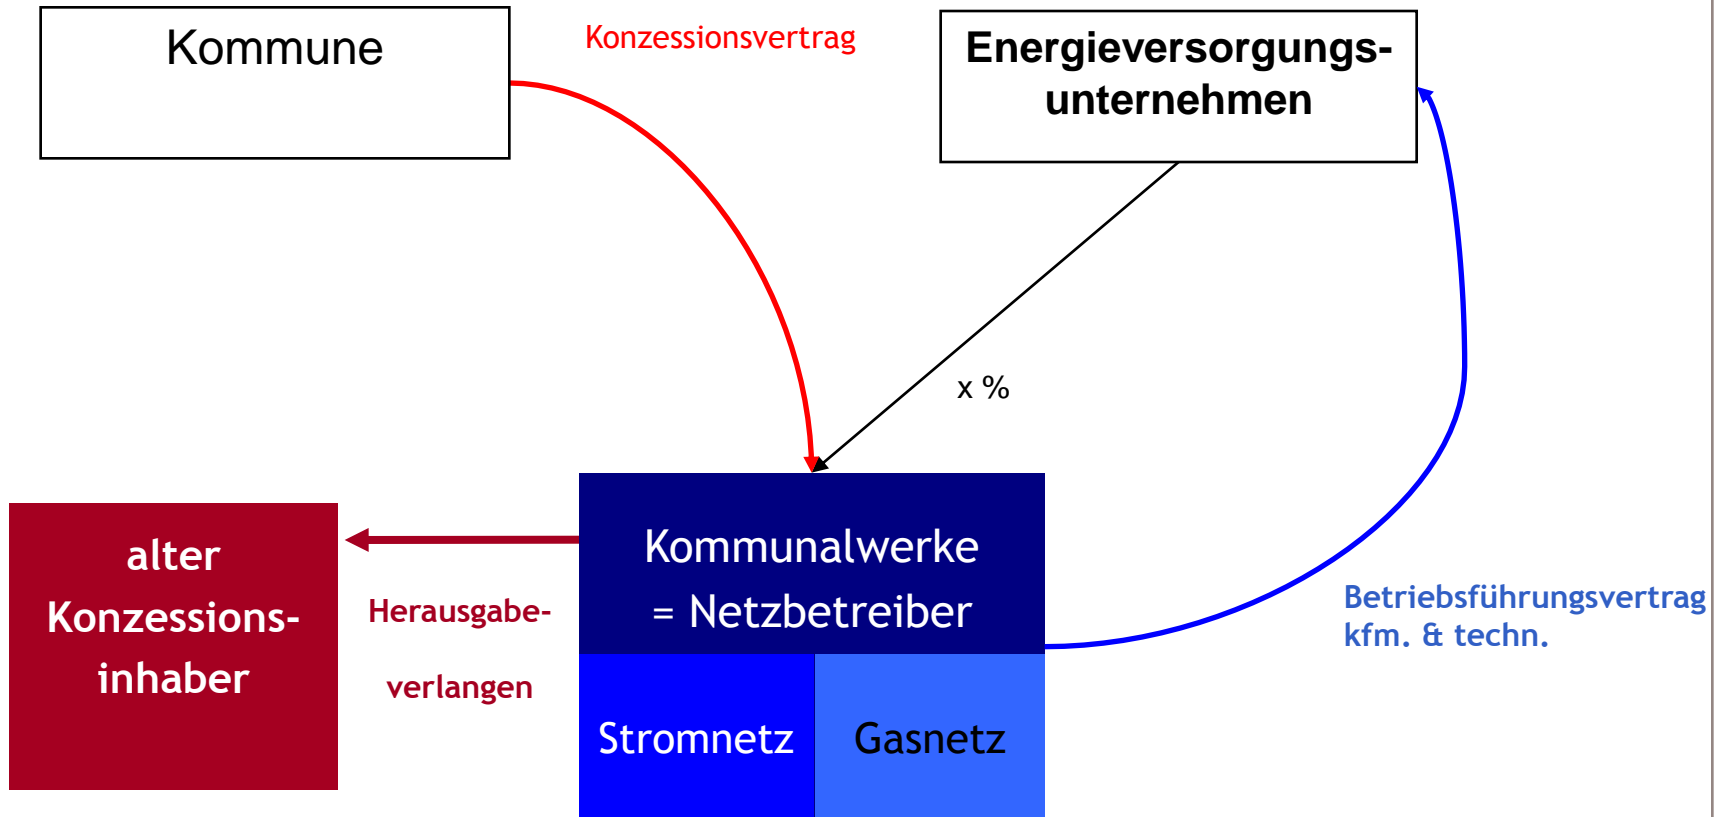 Kommune
Konzessionsvertrag
Energieversorgungs-
unternehmen
x %
alter
Konzessions-
inhaber
Herausgabe-
verlangen
Kommunalwerke
= Netzbetreiber
Stromnetz
Gasnetz
Betriebsführungsvertrag
kfm. & techn.